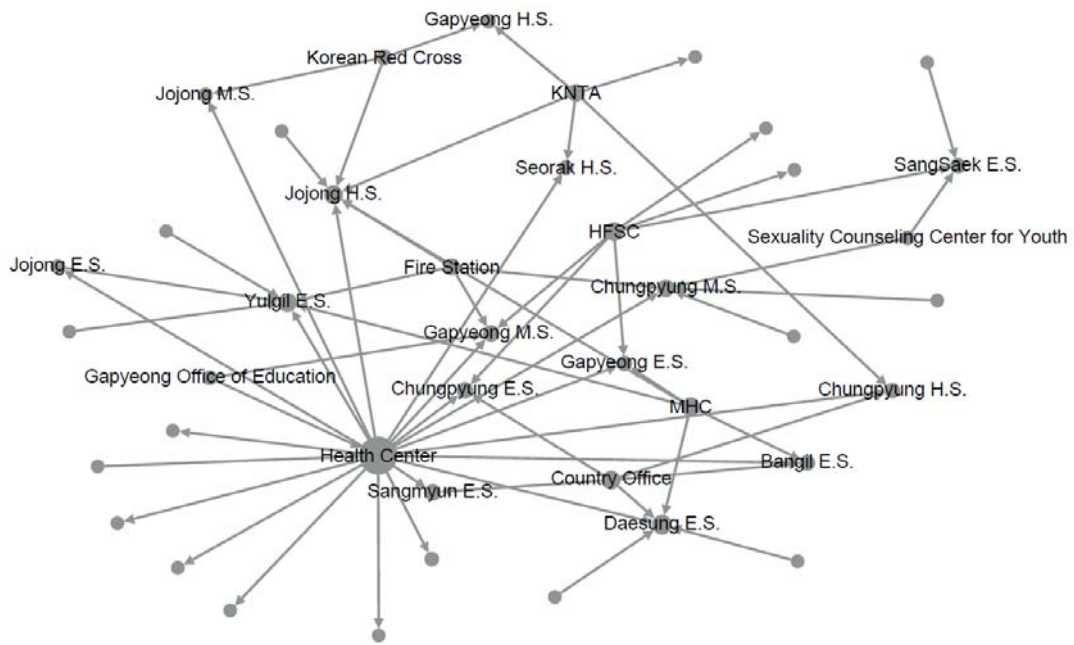 Gapyeong H.S.
Korean Red Cross
Jojong M.S.
KNTA
Seorak H.S.
SangSaek E.S.
Jojong H.S.
HFSC
Sexuality Counseling Center for Youth
Jojong E.S.
Fire Station
Chungpyung M.S.
Yulgil E.S.
Gapyeong M.S.
Gapyeong E.S.
Gapyeong Office of Education
Chungpyung E.S.
Chungpyung H.S.
MHC
Health Center
Bangil E.S.
Country Office
Sangmyun E.S.
Daesung E.S.